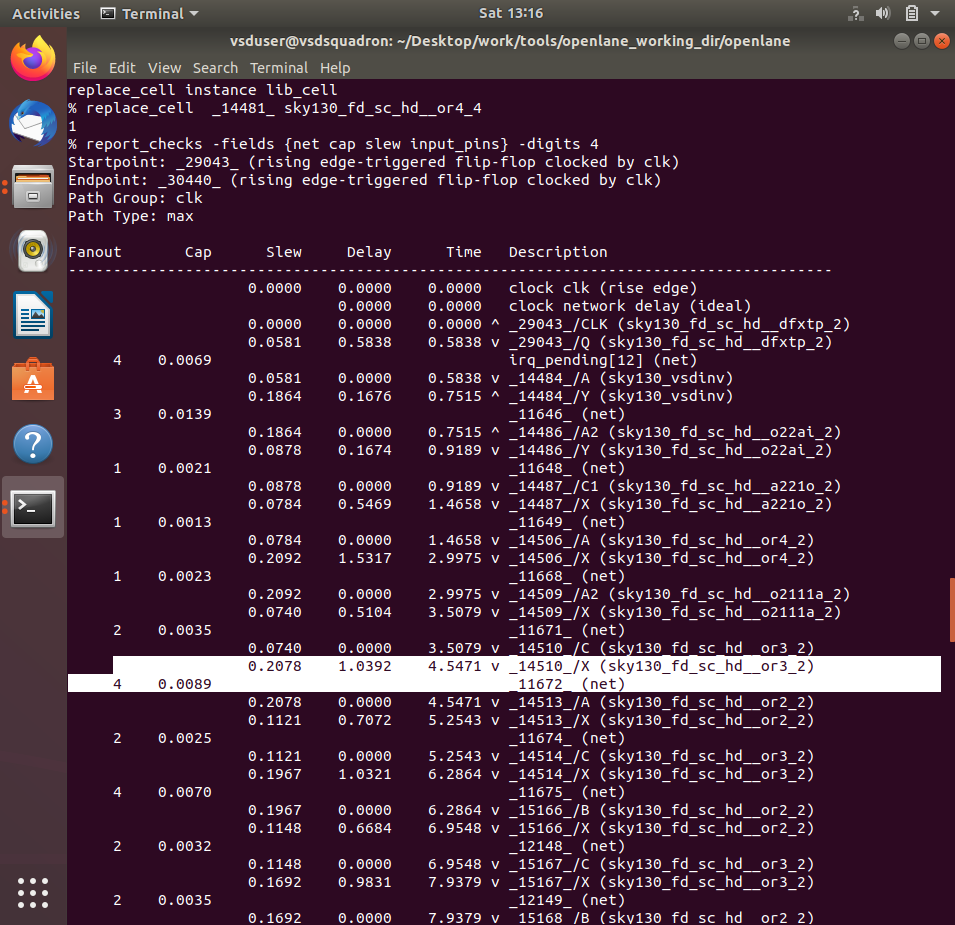 Activities Terminal Sat 13:16
vsduser@vsdsquadron: ~/Desktop/work/tools/openlane_working_dir/openlane
File Edit View Search Terminal Help
replace_cell instance lib_cell
% replace_cell  _14481_ sky130_fd_sc_hd__or4_4
1
% report_checks -fields {net cap slew input_pins} -digits 4
Startpoint: _29043_ (rising edge-triggered flip-flop clocked by clk)
Endpoint: _30440_ (rising edge-triggered flip-flop clocked by clk)
Path Group: clk
Path Type: max
Fanout Cap Slew Delay Time Description
-------------------------------------------------------------------------------------
0.0000 0.0000 0.0000 clock clk (rise edge)
0.0000 0.0000 clock network delay (ideal)
0.0000 0.0000 0.0000 ^ _29043_/CLK (sky130_fd_sc_hd__dfxtp_2)
0.0581 0.5838 0.5838 v _29043_/Q (sky130_fd_sc_hd__dfxtp_2)
4 0.0069 irq_pending[12] (net)
0.0581 0.0000 0.5838 v _14484_/A (sky130_vsdinv)
0.1864 0.1676 0.7515 ^ _14484_/Y (sky130_vsdinv)
3 0.0139 _11646_ (net)
0.1864 0.0000 0.7515 ^ _14486_/A2 (sky130_fd_sc_hd__o22ai_2)
0.0878 0.1674 0.9189 v _14486_/Y (sky130_fd_sc_hd__o22ai_2)
1 0.0021 _11648_ (net)
0.0878 0.0000 0.9189 v _14487_/C1 (sky130_fd_sc_hd__a221o_2)
0.0784 0.5469 1.4658 v _14487_/X (sky130_fd_sc_hd__a221o_2)
1 0.0013 _11649_ (net)
0.0784 0.0000 1.4658 v _14506_/A (sky130_fd_sc_hd__or4_2)
0.2092 1.5317 2.9975 v _14506_/X (sky130_fd_sc_hd__or4_2)
1 0.0023 _11668_ (net)
0.2092 0.0000 2.9975 v _14509_/A2 (sky130_fd_sc_hd__o2111a_2)
0.0740 0.5104 3.5079 v _14509_/X (sky130_fd_sc_hd__o2111a_2)
2 0.0035 _11671_ (net)
0.0740 0.0000 3.5079 v _14510_/C (sky130_fd_sc_hd__or3_2)
0.2078 1.0392 4.5471 v _14510_/X (sky130_fd_sc_hd__or3_2)
4 0.0089 _11672_ (net)
0.2078 0.0000 4.5471 v _14513_/A (sky130_fd_sc_hd__or2_2)
0.1121 0.7072 5.2543 v _14513_/X (sky130_fd_sc_hd__or2_2)
2 0.0025 _11674_ (net)
0.1121 0.0000 5.2543 v _14514_/C (sky130_fd_sc_hd__or3_2)
0.1967 1.0321 6.2864 v _14514_/X (sky130_fd_sc_hd__or3_2)
4 0.0070 _11675_ (net)
0.1967 0.0000 6.2864 v _15166_/B (sky130_fd_sc_hd__or2_2)
0.1148 0.6684 6.9548 v _15166_/X (sky130_fd_sc_hd__or2_2)
2 0.0032 _12148_ (net)
0.1148 0.0000 6.9548 v _15167_/C (sky130_fd_sc_hd__or3_2)
0.1692 0.9831 7.9379 v _15167_/X (sky130_fd_sc_hd__or3_2)
2 0.0035 _12149_ (net)
0.1692 0.0000 7.9379 v _15168_/B (sky130_fd_sc_hd__or2_2)